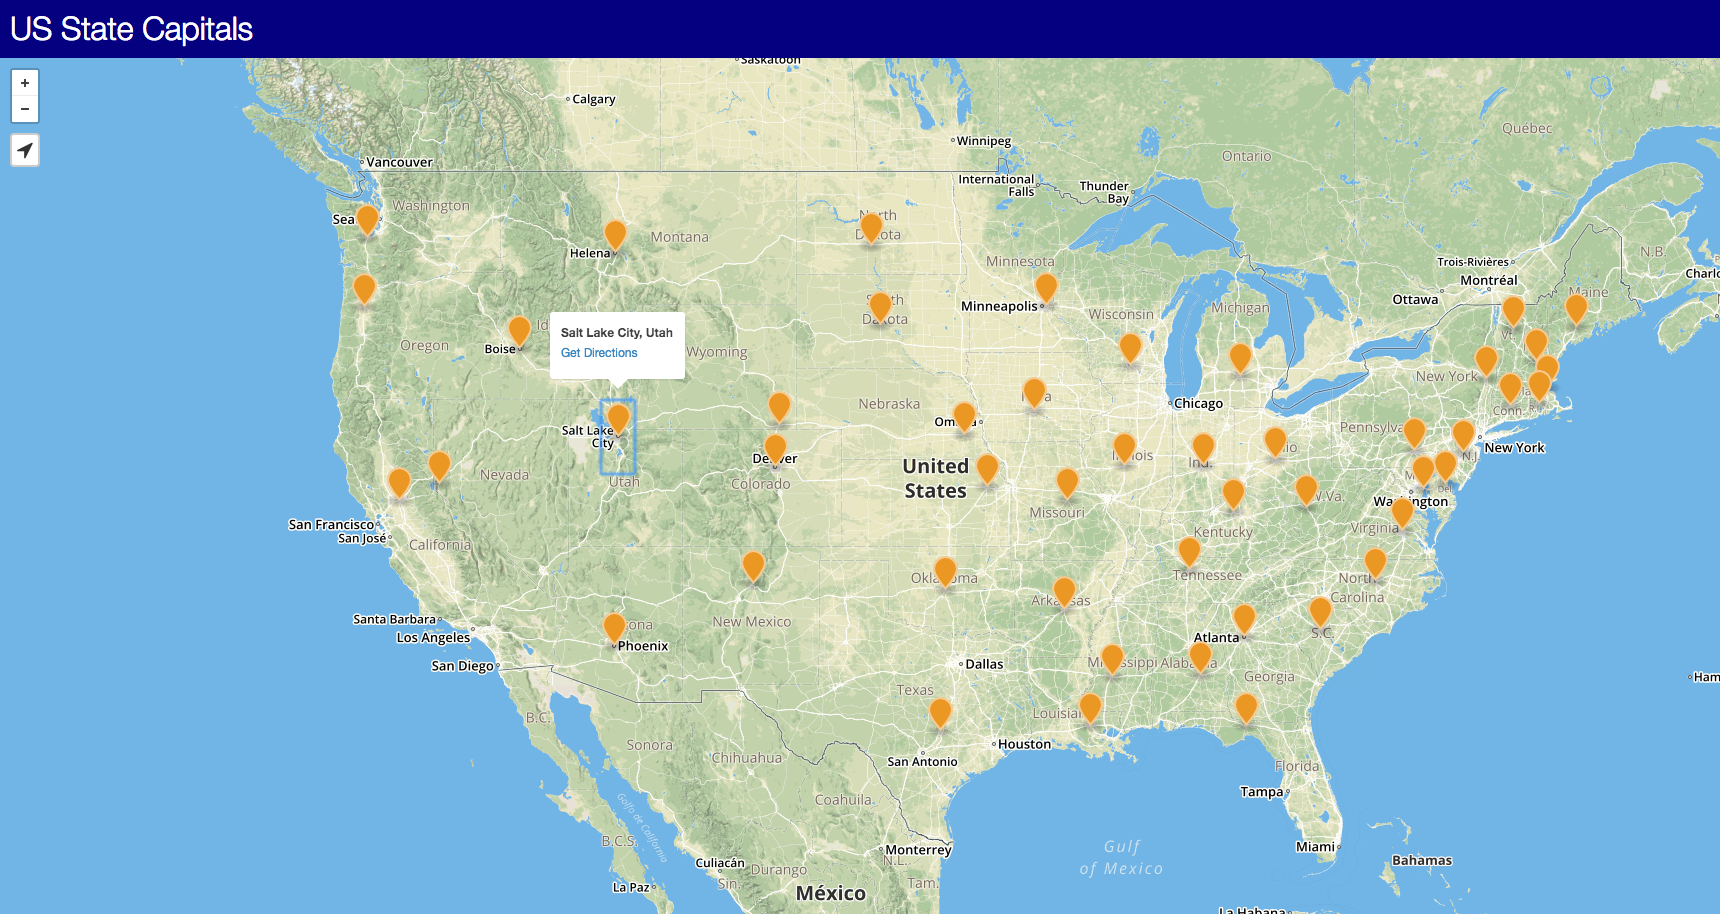 US State Capitals
+
−
Saskatoon
Calgary
Winnipeg
Québec
Ontario
Vancouver
International
Falls
Thunder
Bay
Washington
Sea
North
Dakota
Montana
Helena
Minnesota
N.B.
Trois-Rivières
Montréal
Charlo
Ottawa
Maine
Minneapolis
Michigan
Wisconsin
South
Dakota
Vt.
Id
Salt Lake City, Utah
Get Directions
Oregon
Boise
Wyoming
New York
Chicago
Nebraska
Conn.
Omaha
Salt Lake
City
Pennsylva
New York
N.J.
Denver
Illinois
Ind.
United
States
Nevada
Utah
Colorado
Del.
Washington
W.Va.
Missouri
San Francisco
San José
California
Kentucky
Virginia
Oklahoma
Tennessee
North
Carolina
Arkansas
Santa Barbara
Los Angeles
New Mexico
Phoenix
Atlanta
S.C.
San Diego
Dallas
Mississippi
Alabama
Georgia
Texas
B.C.
Louisian
Ham
Sonora
Chihuahua
Houston
San Antonio
Florida
Tampa
Coahuila
Golfo de California
B.C.S.
Gulf
of Mexico
Miami
Bahamas
Monterrey
N.L.
Culiacán
Durango
Sin.
La Paz
México
Tam.
La Habana